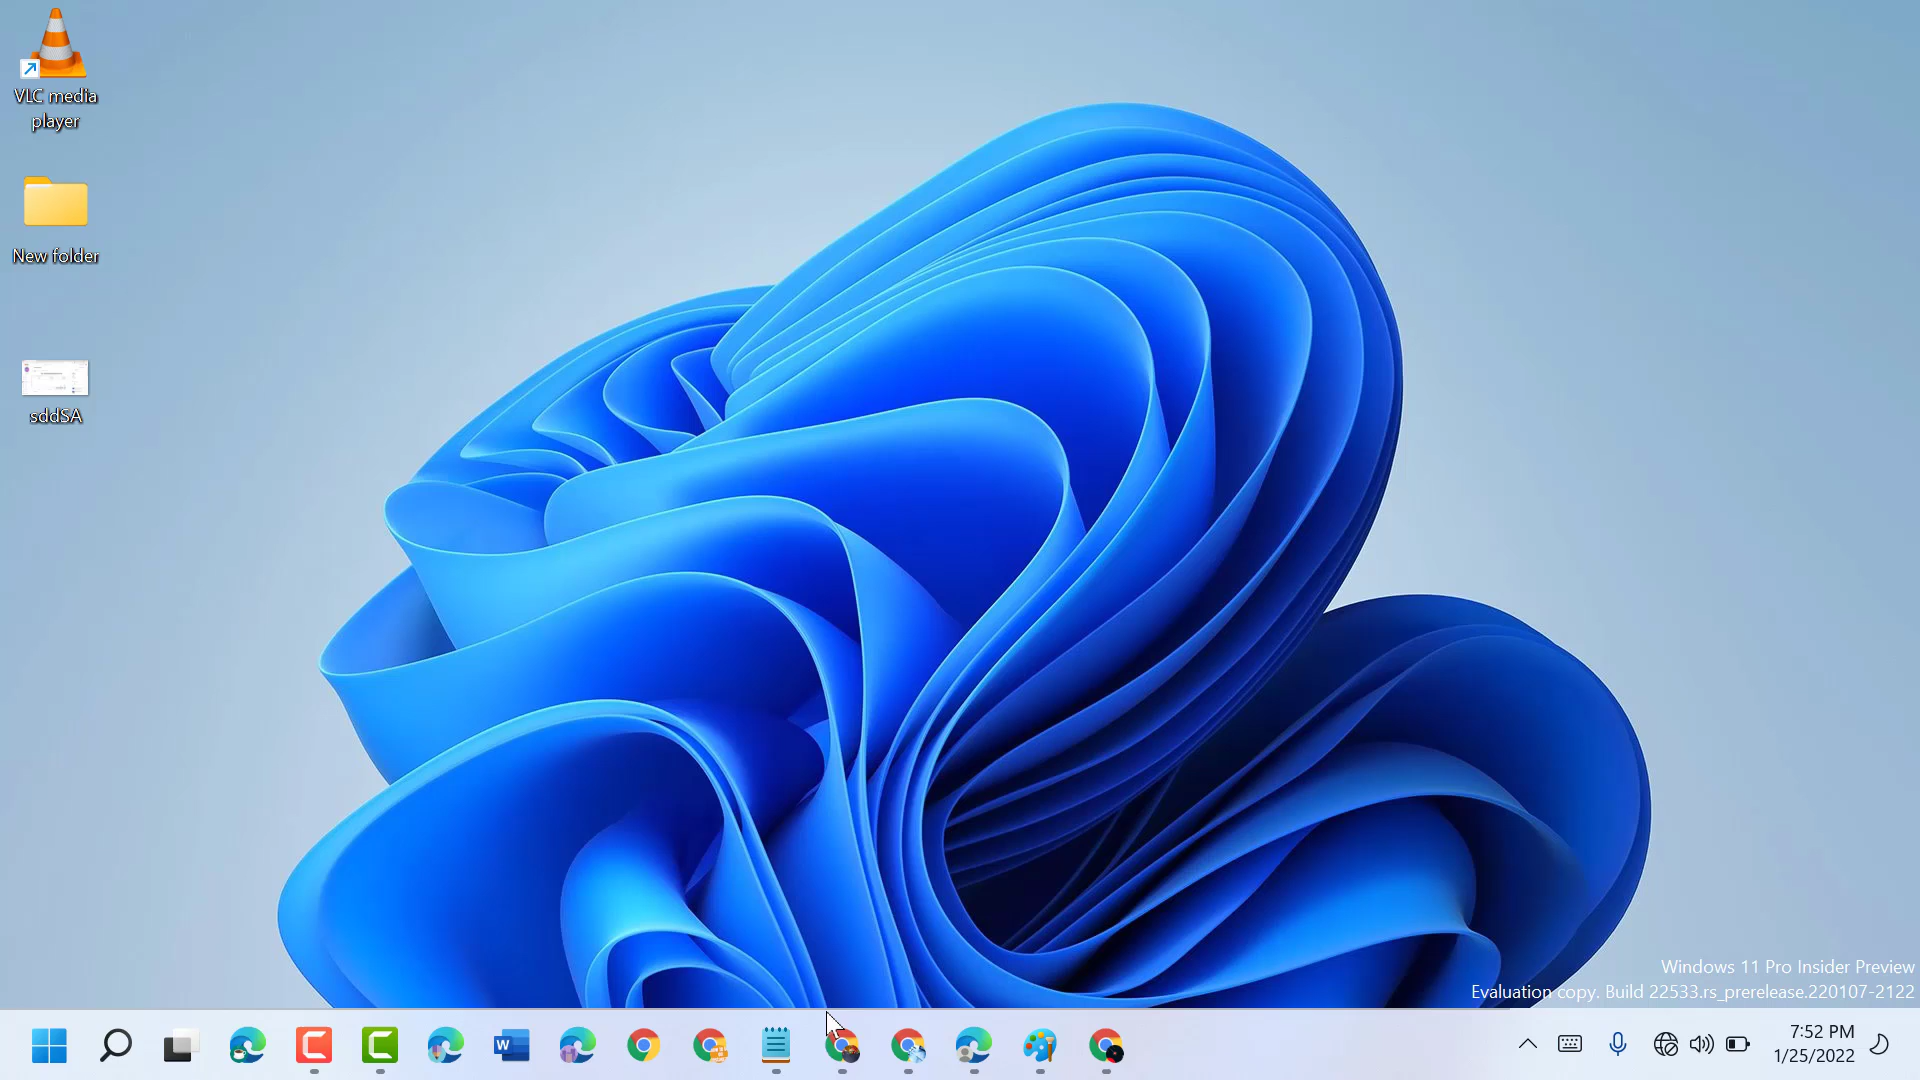 VLC media
player
New folder
sddSA
Windows 11 Pro Insider Preview
Evaluation copy. Build 22533.rs_prerelease.220107-2122
W
7:52 PM
1/25/2022